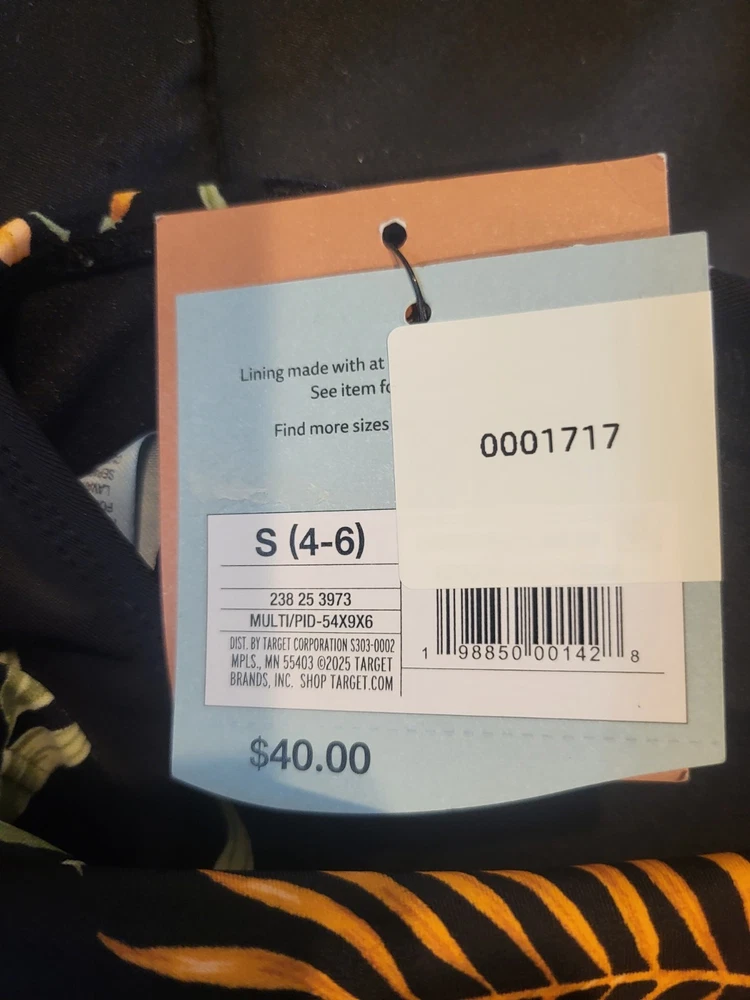 Lining made with at
See item fo
Find more sizes
0001717
S (4-6)
238 25 3973
MULTI/PID-54X9X6
DIST. BY TARGET CORPORATION S303-0002
MPLS., MN 55403 ©2025 TARGET
BRANDS, INC. SHOP TARGET.COM
1 98850 00142 8
$40.00